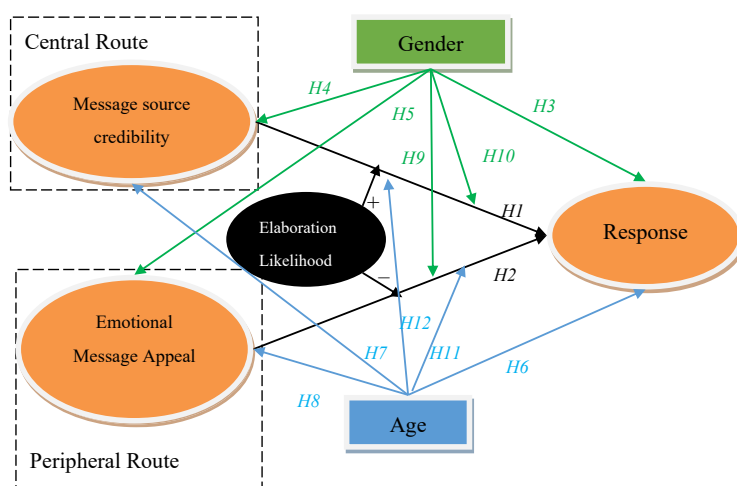 Central Route
Gender
Message source
credibility
H4
H5
H3
H9
H10
+
H1
Elaboration
Likelihood
Response
−
H2
Emotional
Message Appeal
H12
H7
H11
H6
H8
Age
Peripheral Route